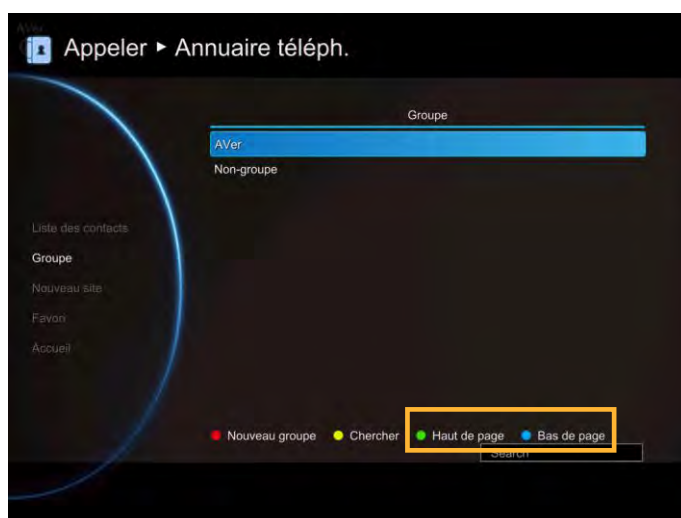 AVer
Appeler ► Annuaire téléph.
Groupe
AVer
Non-groupe
Liste des contacts
Groupe
Nouveau site
Favori
Accueil
Nouveau groupe Chercher Haut de page Bas de page
Search